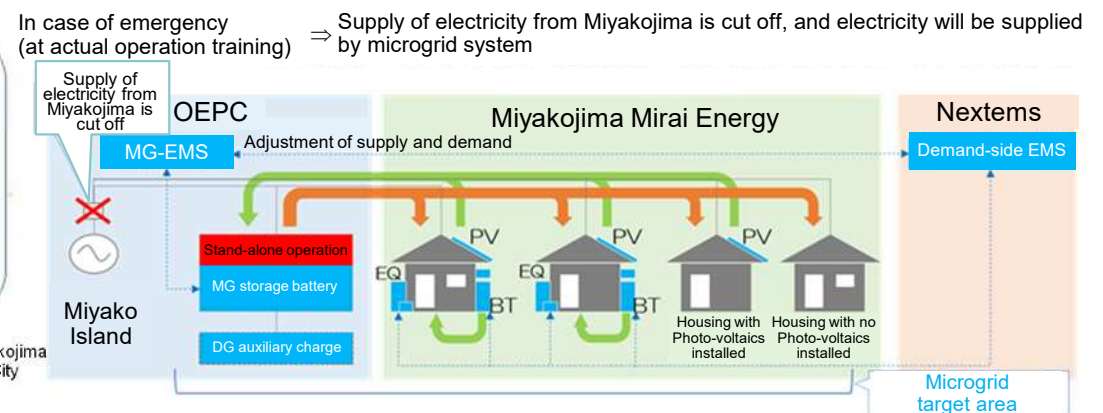 In case of emergency
(at actual operation training)
⇒
Supply of electricity from Miyakojima is cut off, and electricity will be supplied
by microgrid system
Supply of
electricity from
Miyakojima is
cut off
OEPC
Miyakojima Mirai Energy
Nextems
MG-EMS
Adjustment of supply and demand
Demand-side EMS
Stand-alone operation
MG storage battery
DG auxiliary charge
Miyako
Island
PV
EQ
BT
PV
EQ
BT
PV
Housing with
Photo-voltaics
installed
Housing with no
Photo-voltaics
installed
kojima
City
Microgrid
target area